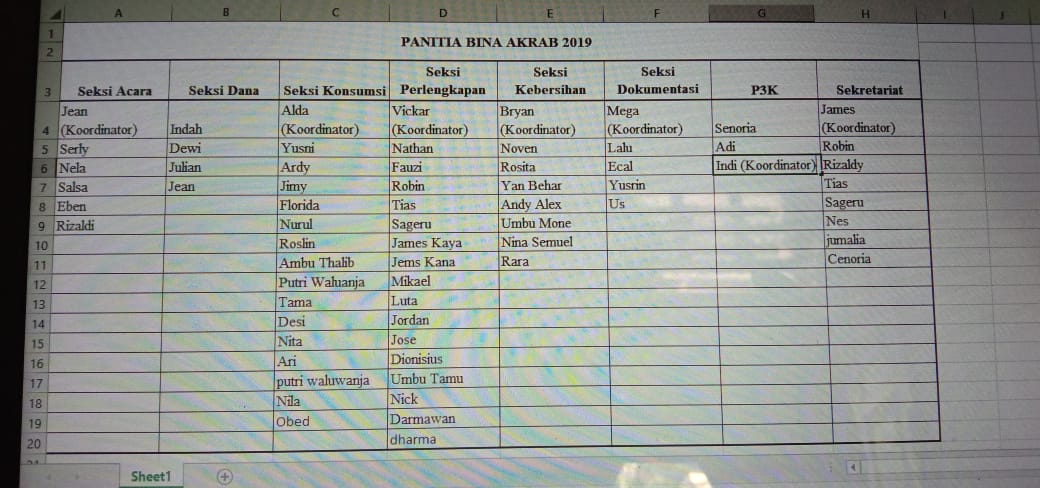 A B C D E F G H I J
1
2 PANITIA BINA AKRAB 2019
Seksi Seksi Seksi
3 Seksi Acara Seksi Dana Seksi Konsumsi Perlengkapan Kebersihan Dokumentasi P3K Sekretariat
Jean Alda Vickar Bryan Mega James
4 (Koordinator) Indah (Koordinator) (Koordinator) (Koordinator) (Koordinator) Senoria (Koordinator)
5 Serly Dewi Yusni Nathan Noven Lalu Adi Robin
6 Nela Julian Ardy Fauzi Rosita Ecal Indi (Koordinator) Rizaldy
7 Salsa Jean Jimy Robin Yan Behar Yusrin Tias
8 Eben Florida Tias Andy Alex Us Sageru
9 Rizaldi Nurul Sageru Umbu Mone Nes
10 Roslin James Kaya Nina Semuel jumalia
11 Ambu Thalib Jems Kana Rara Cenoria
12 Putri Waluanja Mikael
13 Tama Luta
14 Desi Jordan
15 Nita Jose
16 Ari Dionisius
17 putri waluwanja Umbu Tamu
18 Nila Nick
19 Obed Darmawan
20 dharma
Sheet1